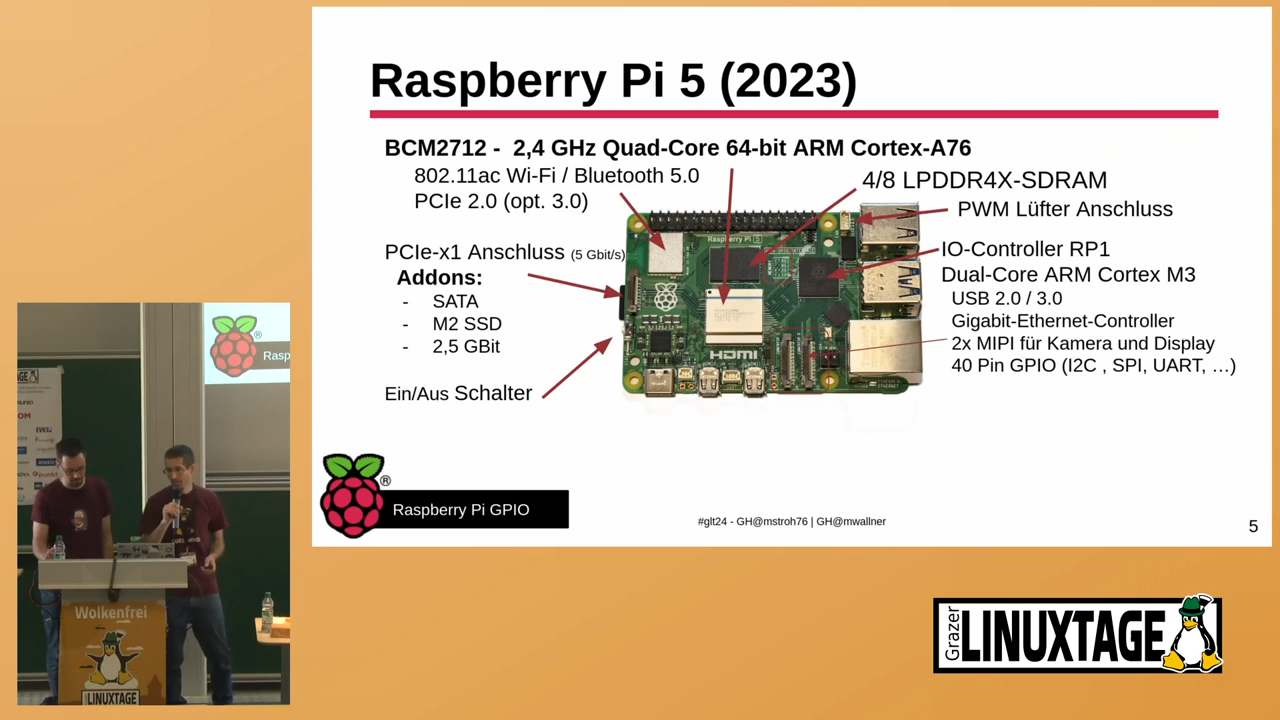 Raspberry Pi 5 (2023)
BCM2712 - 2,4 GHz Quad-Core 64-bit ARM Cortex-A76
802.11ac Wi-Fi / Bluetooth 5.0
PCIe 2.0 (opt. 3.0)
4/8 LPDDR4X-SDRAM
PWM Lüfter Anschluss
PCIe-x1 Anschluss (5 Gbit/s)
Addons:
- SATA
- M2 SSD
- 2,5 GBit
Ein/Aus Schalter
IO-Controller RP1
Dual-Core ARM Cortex M3
USB 2.0 / 3.0
Gigabit-Ethernet-Controller
2x MIPI für Kamera und Display
40 Pin GPIO (I2C , SPI, UART, …)
Raspberry Pi 5
HDMI
®
Raspberry Pi GPIO
#glt24 - GH@mstroh76 | GH@mwallner
5
Rasp
Wolkenfrei
LINUXTAGE
Grazer
LINUXTAGE